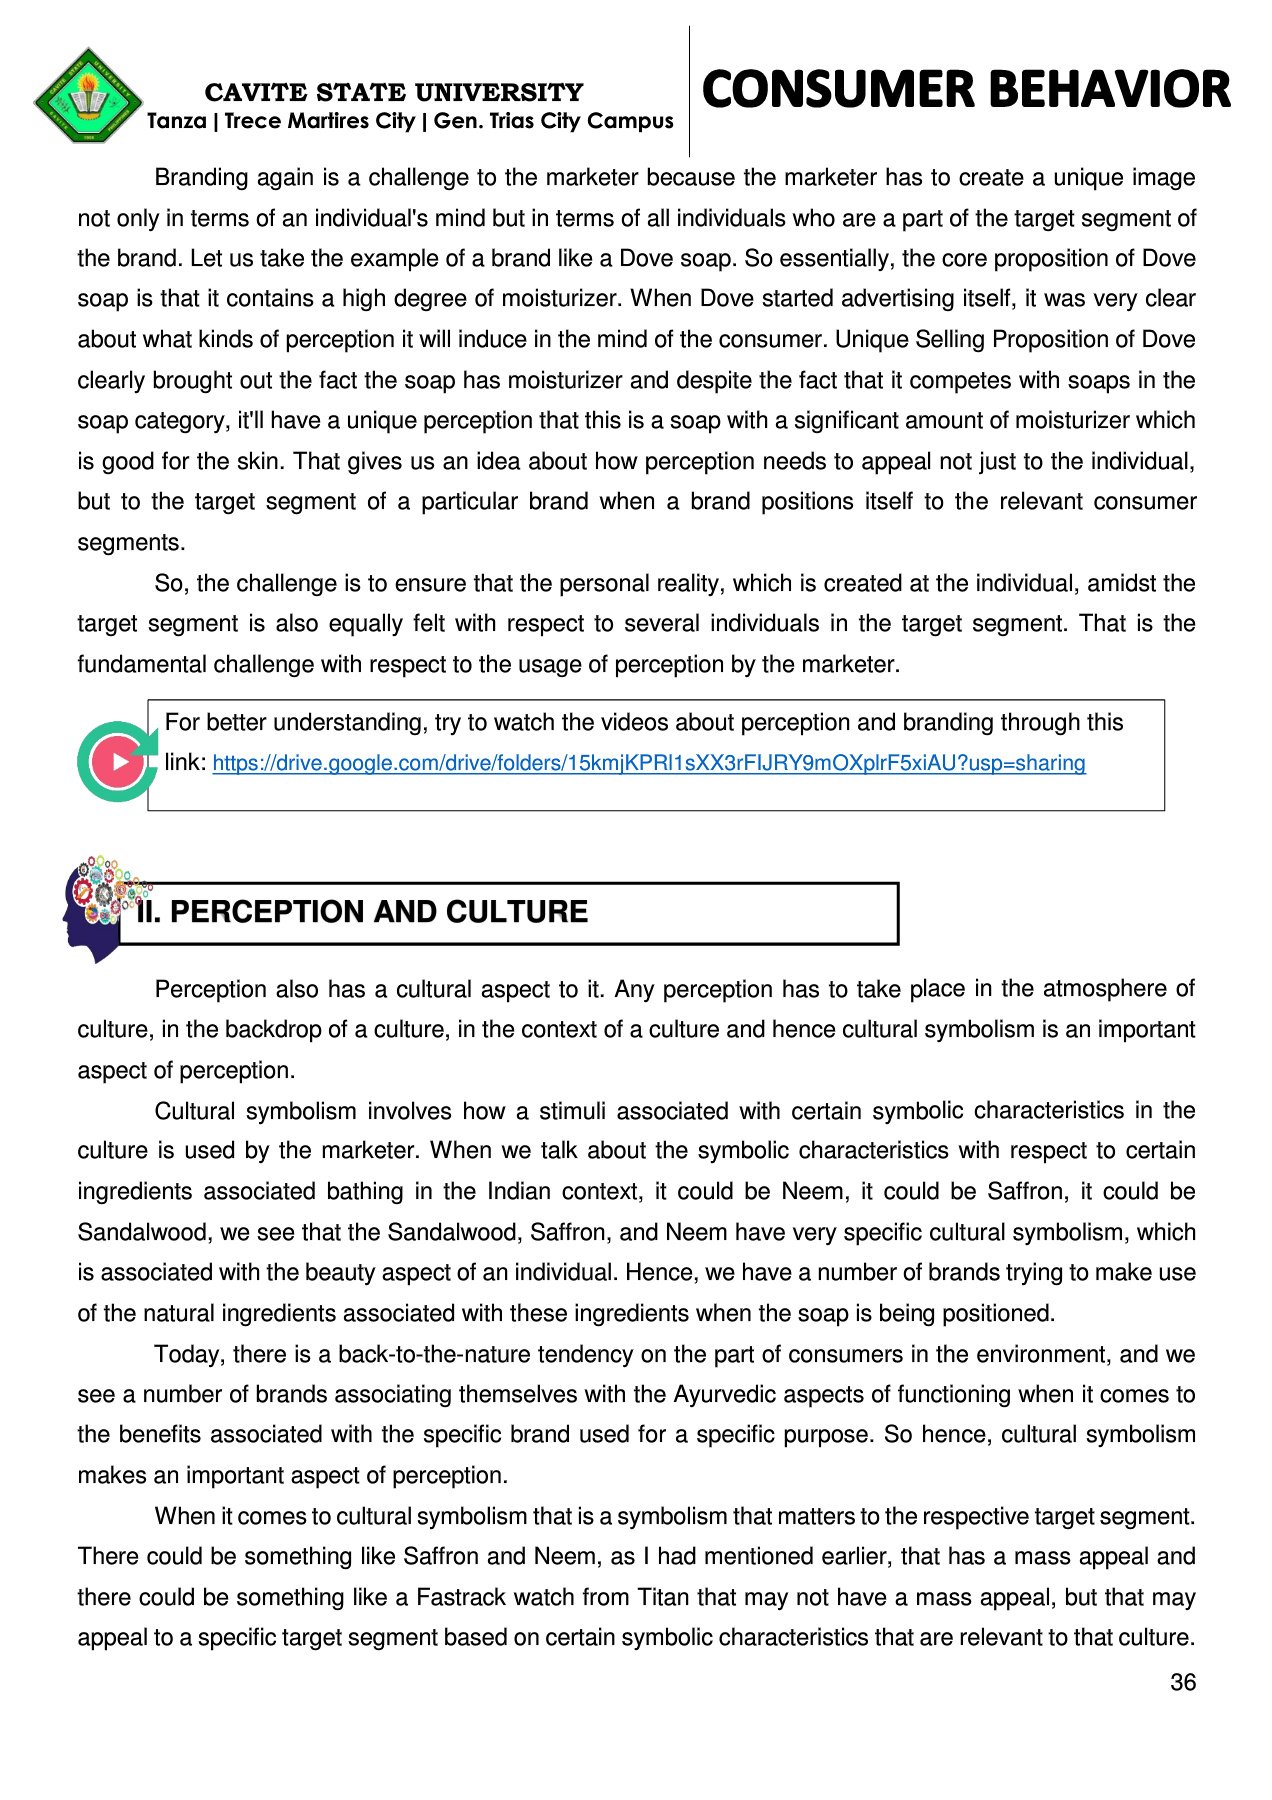 CAVITE STATE UNIVERSITY
Tanza | Trece Martires City | Gen. Trias City Campus
CONSUMER BEHAVIOR
Branding again is a challenge to the marketer because the marketer has to create a unique image
not only in terms of an individual's mind but in terms of all individuals who are a part of the target segment of
the brand. Let us take the example of a brand like a Dove soap. So essentially, the core proposition of Dove
soap is that it contains a high degree of moisturizer. When Dove started advertising itself, it was very clear
about what kinds of perception it will induce in the mind of the consumer. Unique Selling Proposition of Dove
clearly brought out the fact the soap has moisturizer and despite the fact that it competes with soaps in the
soap category, it'll have a unique perception that this is a soap with a significant amount of moisturizer which
is good for the skin. That gives us an idea about how perception needs to appeal not just to the individual,
but to the target segment of a particular brand when a brand positions itself to the relevant consumer
segments.
So, the challenge is to ensure that the personal reality, which is created at the individual, amidst the
target segment is also equally felt with respect to several individuals in the target segment. That is the
fundamental challenge with respect to the usage of perception by the marketer.
For better understanding, try to watch the videos about perception and branding through this
link: https://drive.google.com/drive/folders/15kmjKPRl1sXX3rFIJRY9mOXplrF5xiAU?usp=sharing
II. PERCEPTION AND CULTURE
Perception also has a cultural aspect to it. Any perception has to take place in the atmosphere of
culture, in the backdrop of a culture, in the context of a culture and hence cultural symbolism is an important
aspect of perception.
Cultural symbolism involves how a stimuli associated with certain symbolic characteristics in the
culture is used by the marketer. When we talk about the symbolic characteristics with respect to certain
ingredients associated bathing in the Indian context, it could be Neem, it could be Saffron, it could be
Sandalwood, we see that the Sandalwood, Saffron, and Neem have very specific cultural symbolism, which
is associated with the beauty aspect of an individual. Hence, we have a number of brands trying to make use
of the natural ingredients associated with these ingredients when the soap is being positioned.
Today, there is a back-to-the-nature tendency on the part of consumers in the environment, and we
see a number of brands associating themselves with the Ayurvedic aspects of functioning when it comes to
the benefits associated with the specific brand used for a specific purpose. So hence, cultural symbolism
makes an important aspect of perception.
When it comes to cultural symbolism that is a symbolism that matters to the respective target segment.
There could be something like Saffron and Neem, as I had mentioned earlier, that has a mass appeal and
there could be something like a Fastrack watch from Titan that may not have a mass appeal, but that may
appeal to a specific target segment based on certain symbolic characteristics that are relevant to that culture.
36